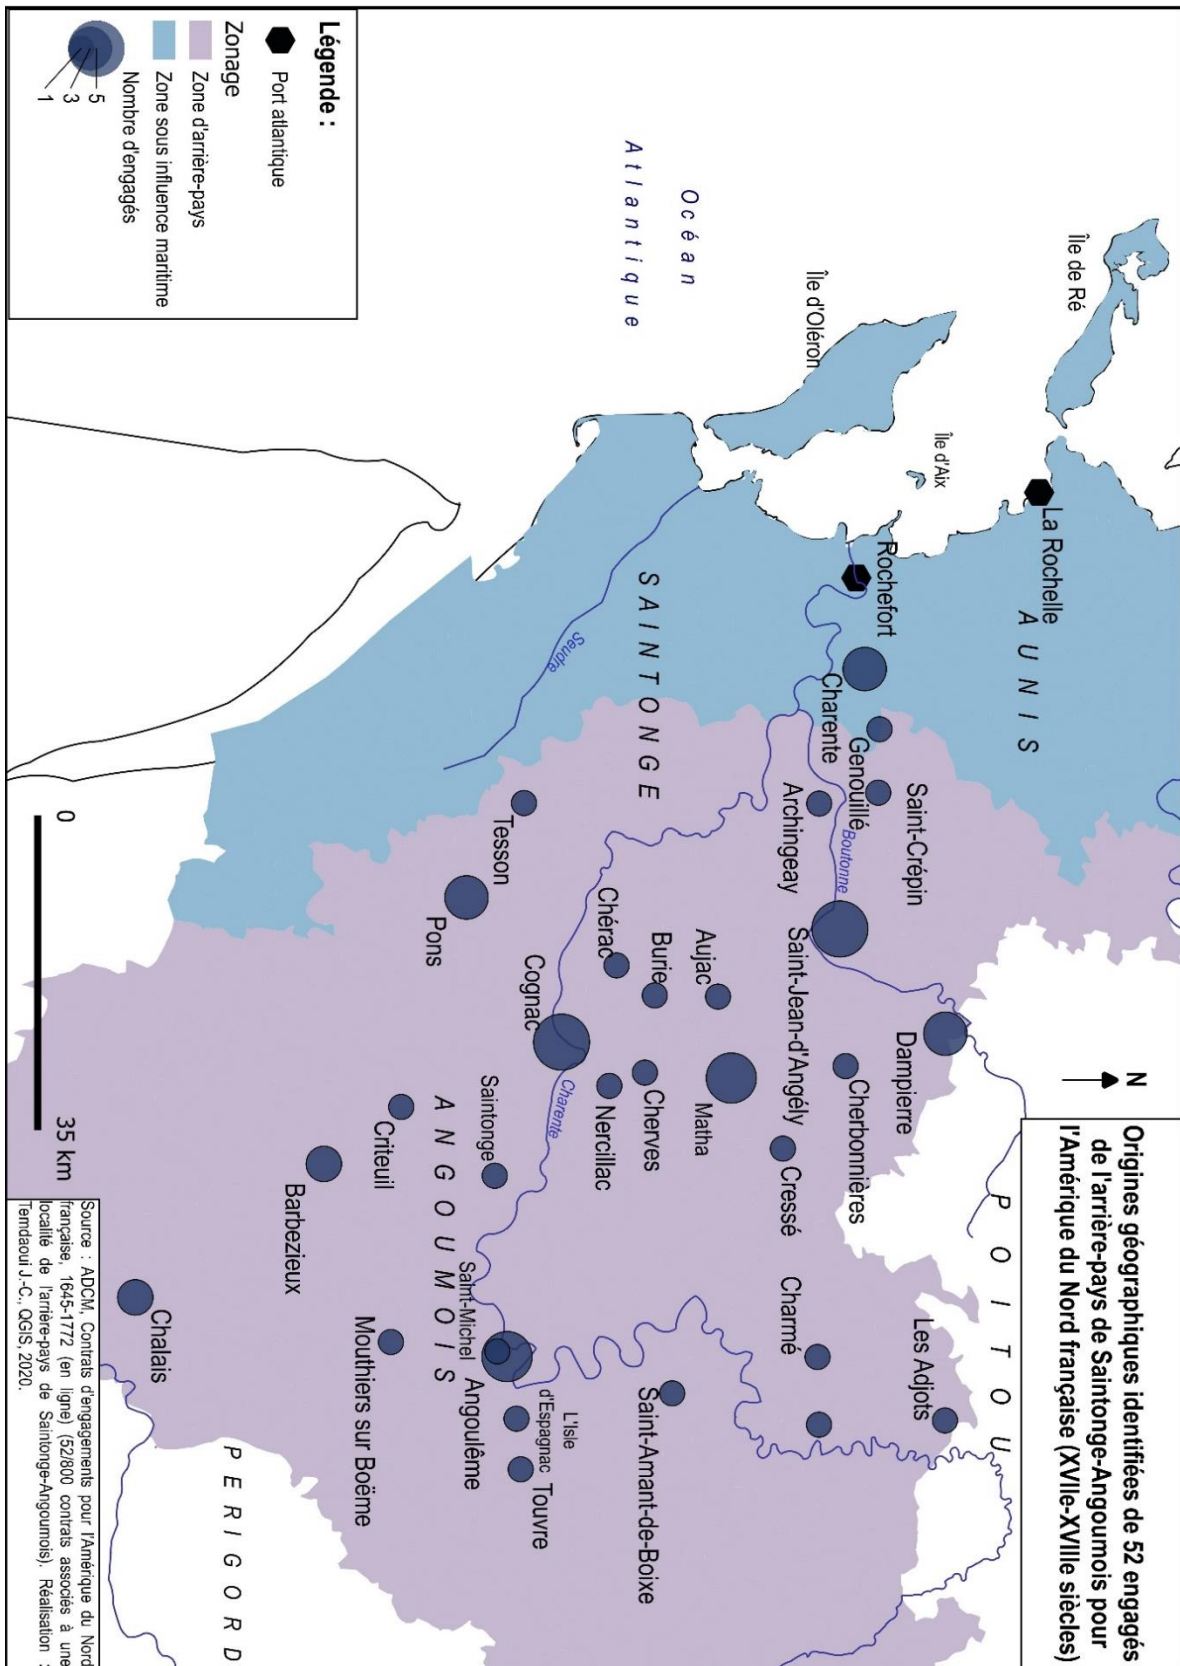 Origines géographiques identifiées de 52 engagés
de l'arrière-pays de Saintonge-Angoumois pour
l'Amérique du Nord française (XVIIe-XVIIIe siècles)
N
Légende :
Port atlantique
Zonage
Zone d'arrière-pays
Zone sous influence maritime
Nombre d'engagés
5
3
1
Océan
Atlantique
Île de Ré
Île d'Oléron
Île d'Aix
La Rochelle
AUNIS
Rochefort
Charente
Genouillé
Saint-Crépin
Archingeay
Boutonne
Saint-Jean-d'Angély
Dampierre
Cherbonnières
POITOU
Les Adjots
Charmé
Cressé
Matha
Aujac
Burie
Chérac
Cherves
Nercillac
Cognac
Charente
SAINTONGE
Seudre
Tesson
Pons
Saintonge
Criteuil
Barbezieux
ANGOUMOIS
Saint-Michel
Angoulême
L'Isle
d'Espagnac
Touvre
Saint-Amant-de-Boixe
Mouthiers sur Boëme
Chalais
PERIGORD
0
35 km
Source : ADCM, Contrats d'engagements pour l'Amérique du Nord
française, 1645-1772 (en ligne) (52/800 contrats associés à une
localité de l'arrière-pays de Saintonge-Angoumois). Réalisation :
Temdaoui J.-C., QGIS, 2020.